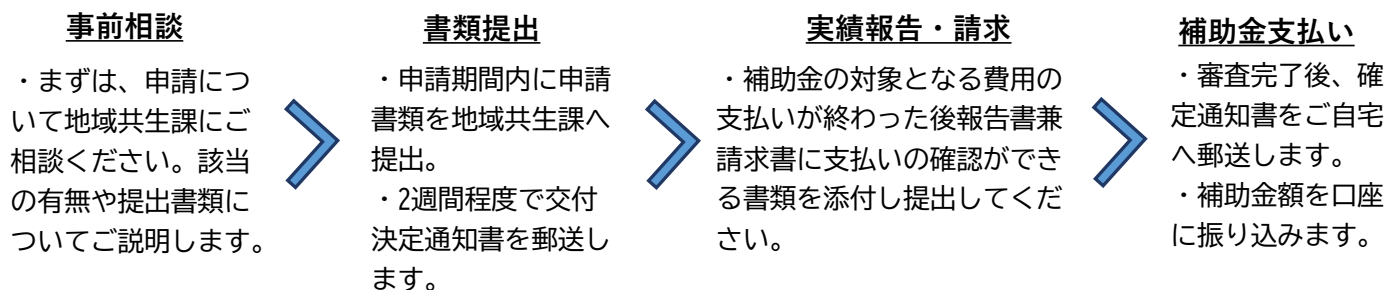 事前相談
・まずは、申請につ
いて地域共生課にご
相談ください。該当
の有無や提出書類に
ついてご説明します。
書類提出
・申請期間内に申請
書類を地域共生課へ
提出。
・2週間程度で交付
決定通知書を郵送し
ます。
実績報告・請求
・補助金の対象となる費用の
支払いが終わった後報告書兼
請求書に支払いの確認ができ
る書類を添付し提出してくだ
さい。
補助金支払い
・審査完了後、確
定通知書をご自宅
へ郵送します。
・補助金額を口座
に振り込みます。